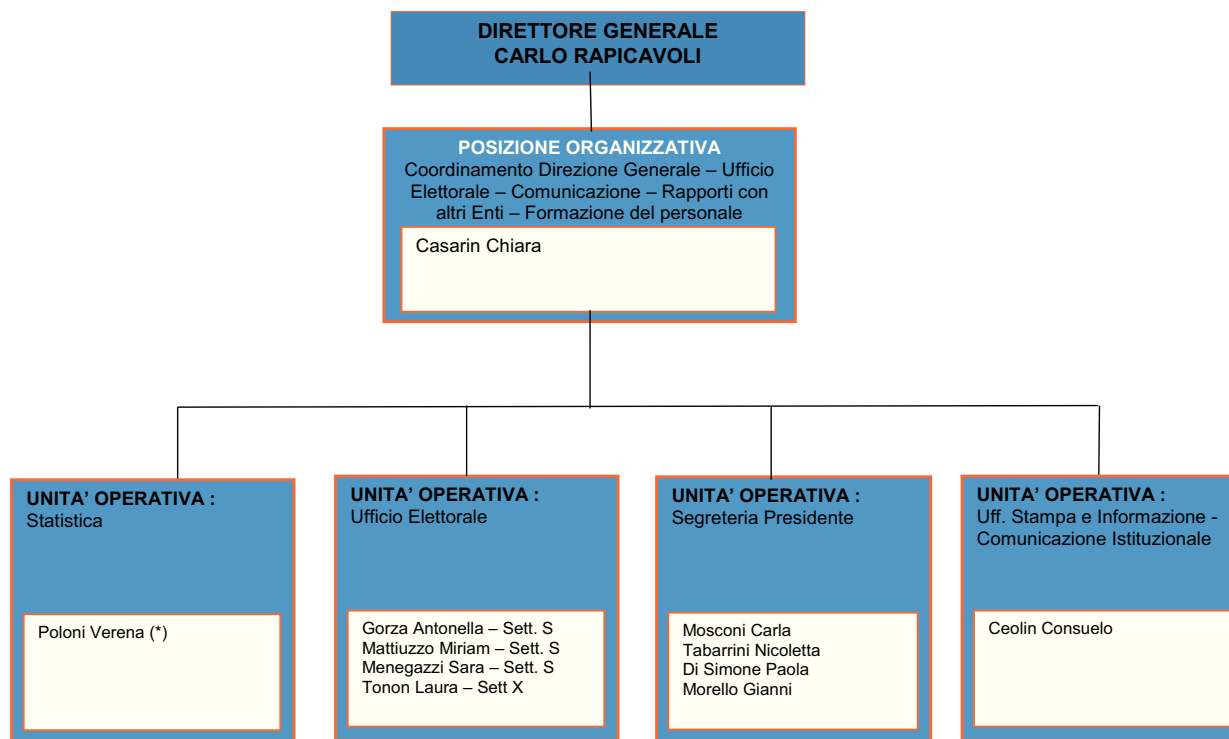 DIRETTORE GENERALE
CARLO RAPICAVOLI
POSIZIONE ORGANIZZATIVA
Coordinamento Direzione Generale – Ufficio
Elettorale – Comunicazione – Rapporti con
altri Enti – Formazione del personale
Casarin Chiara
UNITA’ OPERATIVA :
Statistica
Poloni Verena (*)
UNITA’ OPERATIVA :
Ufficio Elettorale
Gorza Antonella – Sett. S
Mattiuzzo Miriam – Sett. S
Menegazzi Sara – Sett. S
Tonon Laura – Sett X
UNITA’ OPERATIVA :
Segreteria Presidente
Mosconi Carla
Tabarrini Nicoletta
Di Simone Paola
Morello Gianni
UNITA’ OPERATIVA :
Uff. Stampa e Informazione -
Comunicazione Istituzionale
Ceolin Consuelo